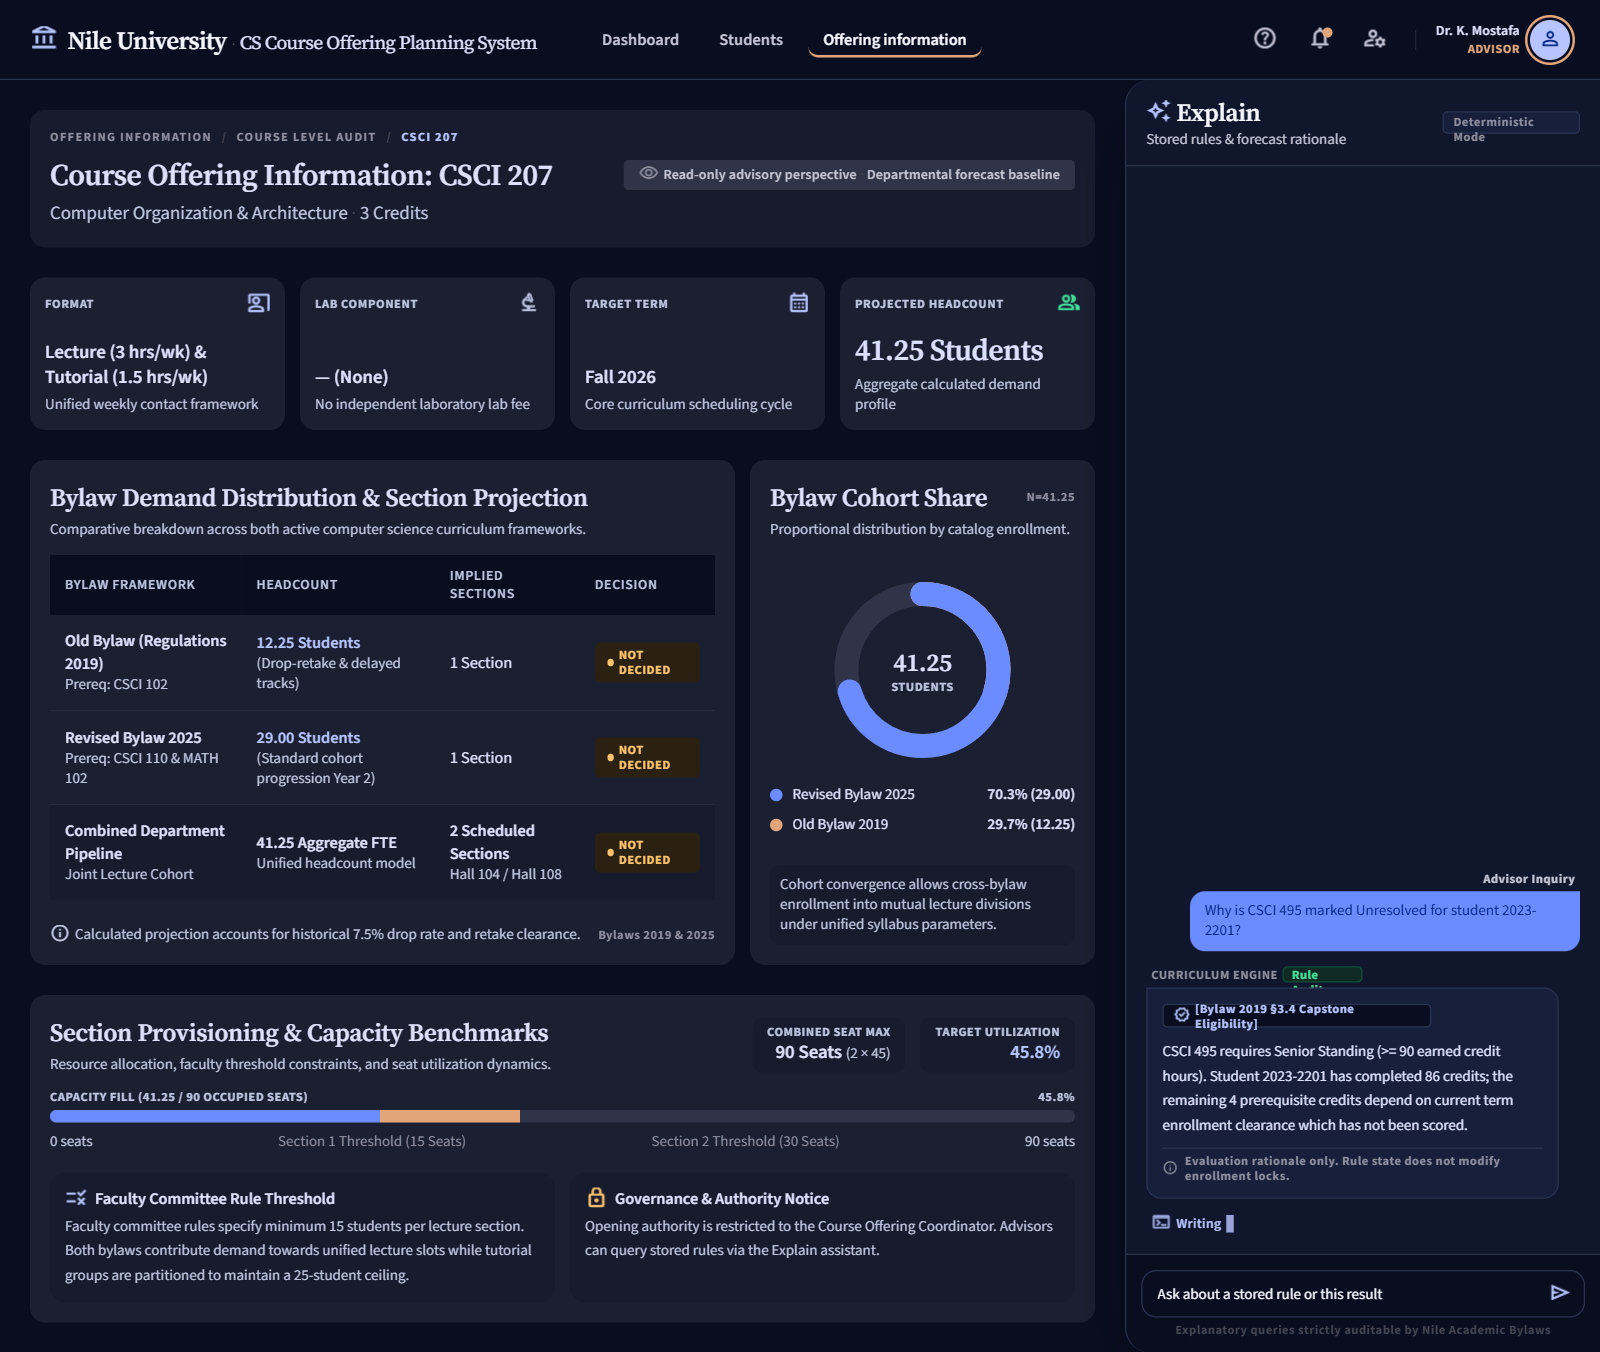 Nile University · CS Course Offering Planning System
Dashboard
Students
Offering information
Dr. K. Mostafa
ADVISOR
OFFERING INFORMATION / COURSE LEVEL AUDIT / CSCI 207
Course Offering Information: CSCI 207
Read-only advisory perspective · Departmental forecast baseline
Computer Organization & Architecture · 3 Credits
FORMAT
Lecture (3 hrs/wk) &
Tutorial (1.5 hrs/wk)
Unified weekly contact framework
LAB COMPONENT
— (None)
No independent laboratory lab fee
TARGET TERM
Fall 2026
Core curriculum scheduling cycle
PROJECTED HEADCOUNT
41.25 Students
Aggregate calculated demand
profile
Bylaw Demand Distribution & Section Projection
Comparative breakdown across both active computer science curriculum frameworks.
BYLAW FRAMEWORK
HEADCOUNT
IMPLIED
SECTIONS
DECISION
Old Bylaw (Regulations
2019)
Prereq: CSCI 102
12.25 Students
(Drop-retake & delayed
tracks)
1 Section
NOT
DECIDED
Revised Bylaw 2025
Prereq: CSCI 110 & MATH
102
29.00 Students
(Standard cohort
progression Year 2)
1 Section
NOT
DECIDED
Combined Department
Pipeline
Joint Lecture Cohort
41.25 Aggregate FTE
Unified headcount model
2 Scheduled
Sections
Hall 104 / Hall 108
NOT
DECIDED
Calculated projection accounts for historical 7.5% drop rate and retake clearance.
Bylaws 2019 & 2025
Bylaw Cohort Share
N=41.25
Proportional distribution by catalog enrollment.
41.25
STUDENTS
Revised Bylaw 2025
70.3% (29.00)
Old Bylaw 2019
29.7% (12.25)
Cohort convergence allows cross-bylaw
enrollment into mutual lecture divisions
under unified syllabus parameters.
Section Provisioning & Capacity Benchmarks
Resource allocation, faculty threshold constraints, and seat utilization dynamics.
COMBINED SEAT MAX
90 Seats (2 × 45)
TARGET UTILIZATION
45.8%
CAPACITY FILL (41.25 / 90 OCCUPIED SEATS)
45.8%
0 seats
Section 1 Threshold (15 Seats)
Section 2 Threshold (30 Seats)
90 seats
Faculty Committee Rule Threshold
Faculty committee rules specify minimum 15 students per lecture section.
Both bylaws contribute demand towards unified lecture slots while tutorial
groups are partitioned to maintain a 25-student ceiling.
Governance & Authority Notice
Opening authority is restricted to the Course Offering Coordinator. Advisors
can query stored rules via the Explain assistant.
Explain
Stored rules & forecast rationale
Deterministic
Mode
Advisor Inquiry
Why is CSCI 495 marked Unresolved for student 2023-
2201?
CURRICULUM ENGINE
Rule
[Bylaw 2019 §3.4 Capstone
Eligibility]
CSCI 495 requires Senior Standing (>= 90 earned credit
hours). Student 2023-2201 has completed 86 credits; the
remaining 4 prerequisite credits depend on current term
enrollment clearance which has not been scored.
Evaluation rationale only. Rule state does not modify
enrollment locks.
Writing
Ask about a stored rule or this result
Explanatory queries strictly auditable by Nile Academic Bylaws